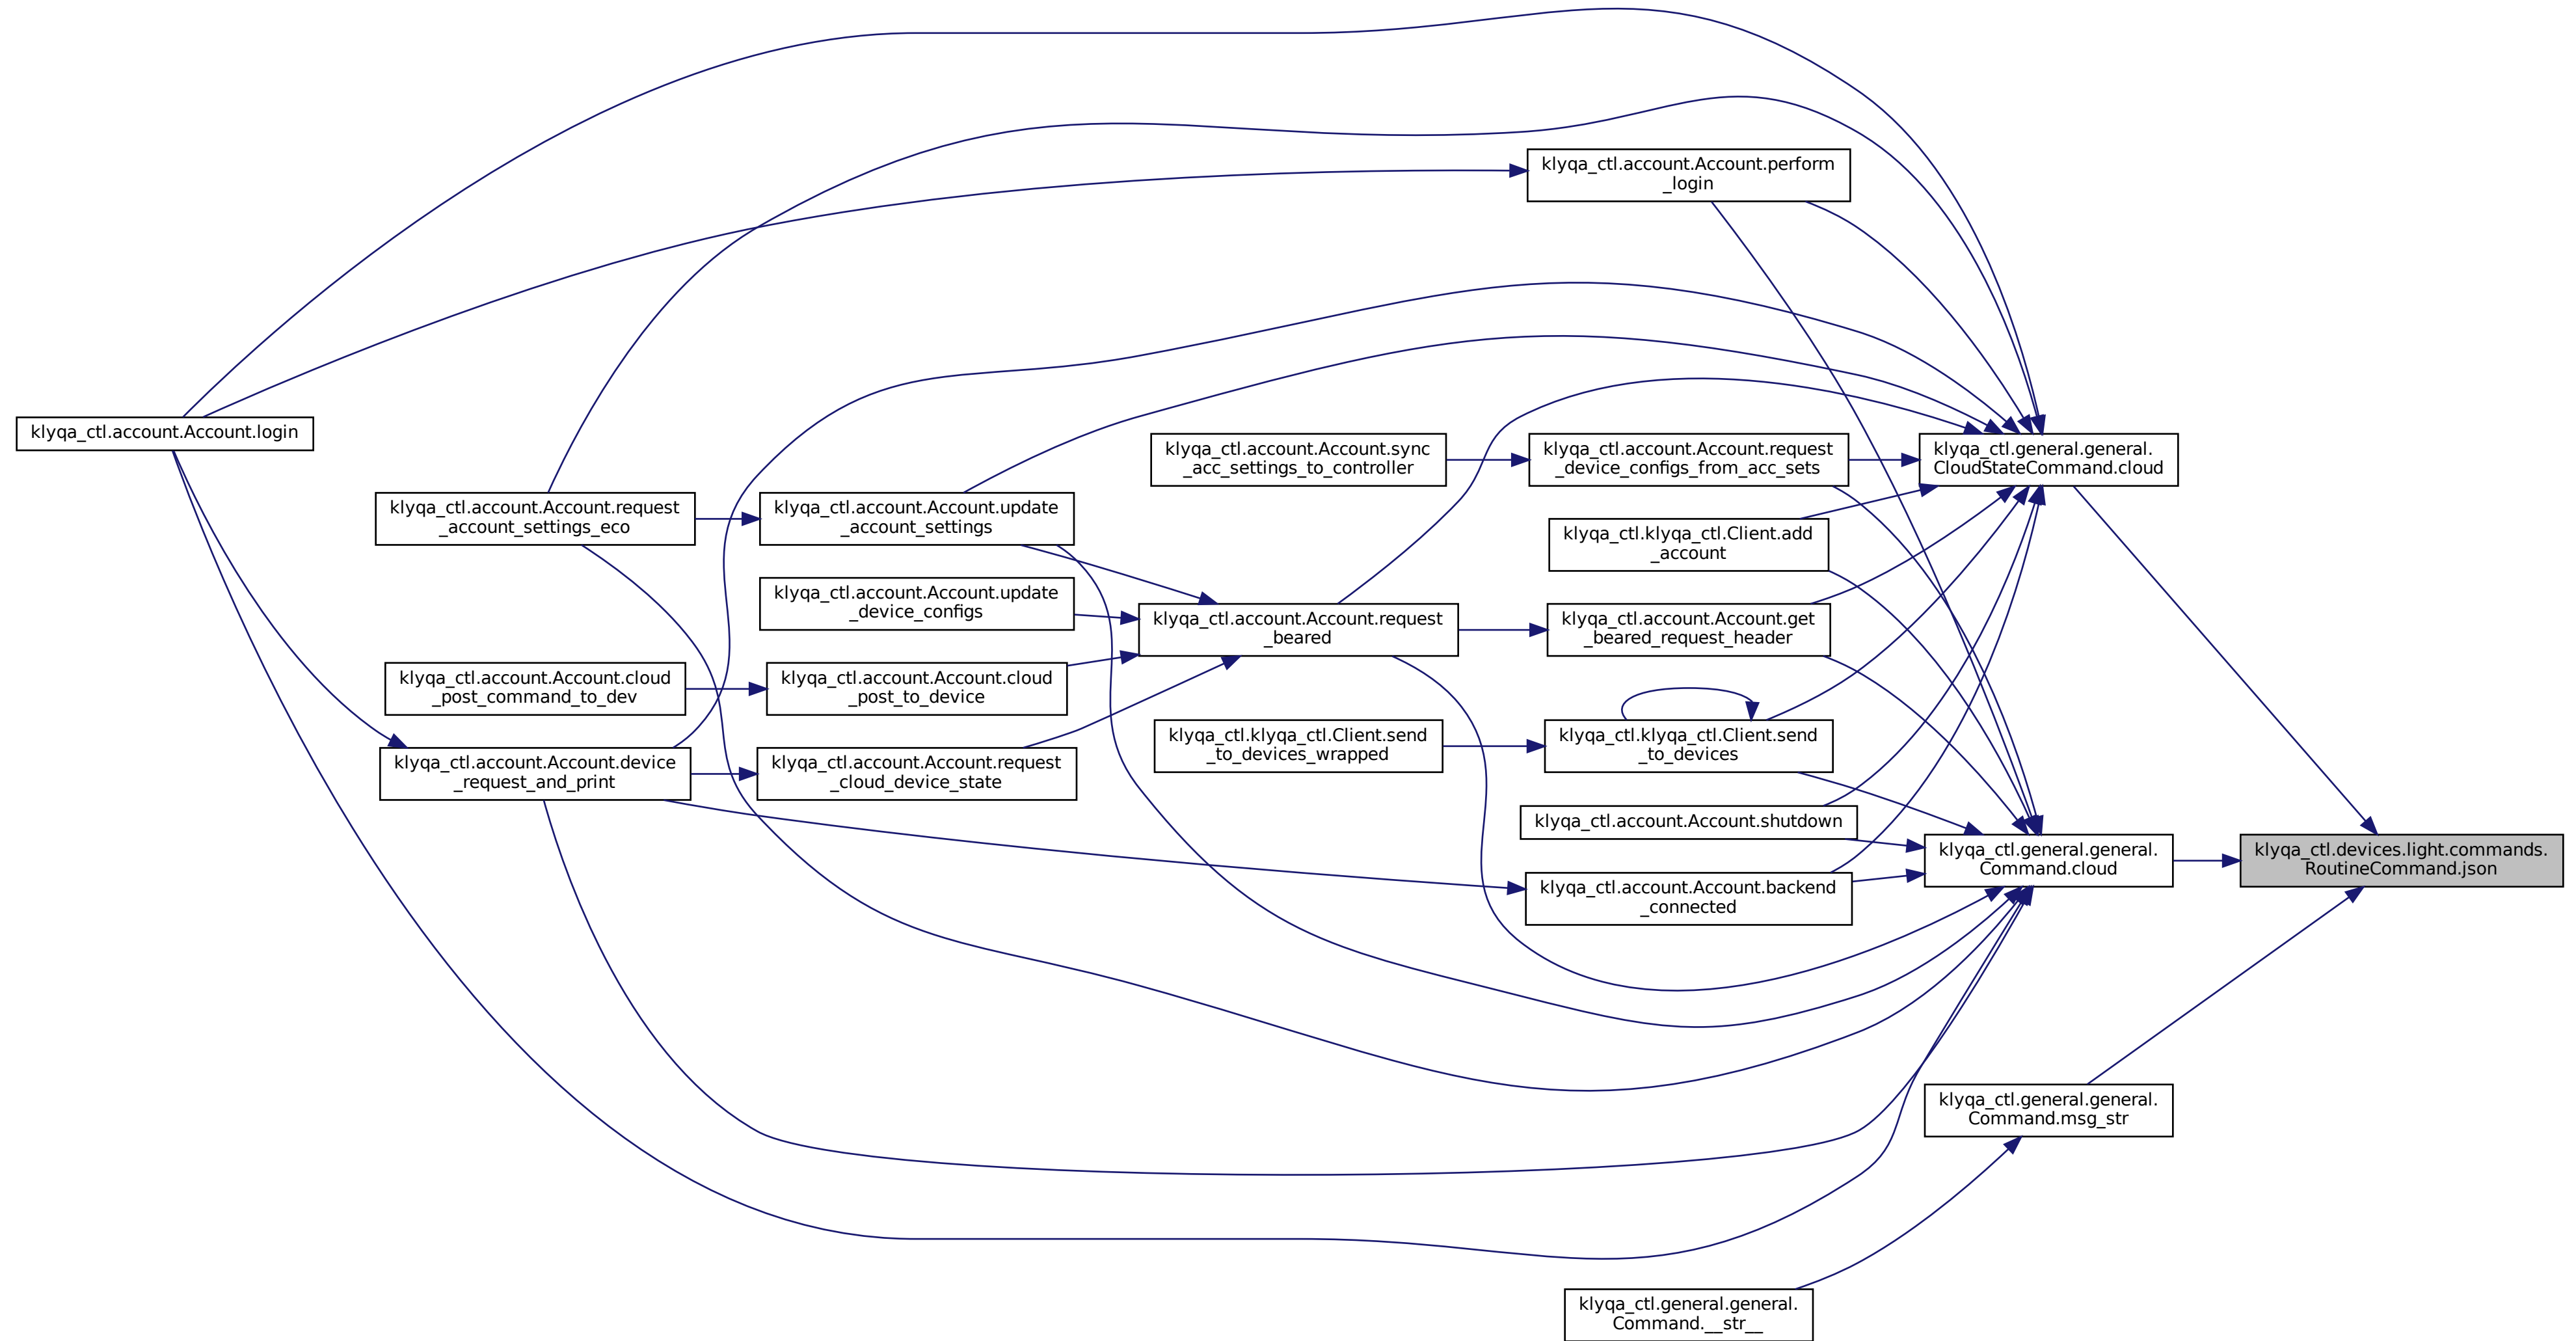 klyqa_ctl.account.Account.perform
_login
klyqa_ctl.account.Account.login
klyqa_ctl.account.Account.sync
_acc_settings_to_controller
klyqa_ctl.account.Account.request
_device_configs_from_acc_sets
klyqa_ctl.general.general.
CloudStateCommand.cloud
klyqa_ctl.account.Account.request
_account_settings_eco
klyqa_ctl.account.Account.update
_account_settings
klyqa_ctl.klyqa_ctl.Client.add
_account
klyqa_ctl.account.Account.update
_device_configs
klyqa_ctl.account.Account.request
_beared
klyqa_ctl.account.Account.get
_beared_request_header
klyqa_ctl.account.Account.cloud
_post_command_to_dev
klyqa_ctl.account.Account.cloud
_post_to_device
klyqa_ctl.klyqa_ctl.Client.send
_to_devices_wrapped
klyqa_ctl.klyqa_ctl.Client.send
_to_devices
klyqa_ctl.account.Account.device
_request_and_print
klyqa_ctl.account.Account.request
_cloud_device_state
klyqa_ctl.account.Account.shutdown
klyqa_ctl.general.general.
Command.cloud
klyqa_ctl.devices.light.commands.
RoutineCommand.json
klyqa_ctl.account.Account.backend
_connected
klyqa_ctl.general.general.
Command.msg_str
klyqa_ctl.general.general.
Command.__str__